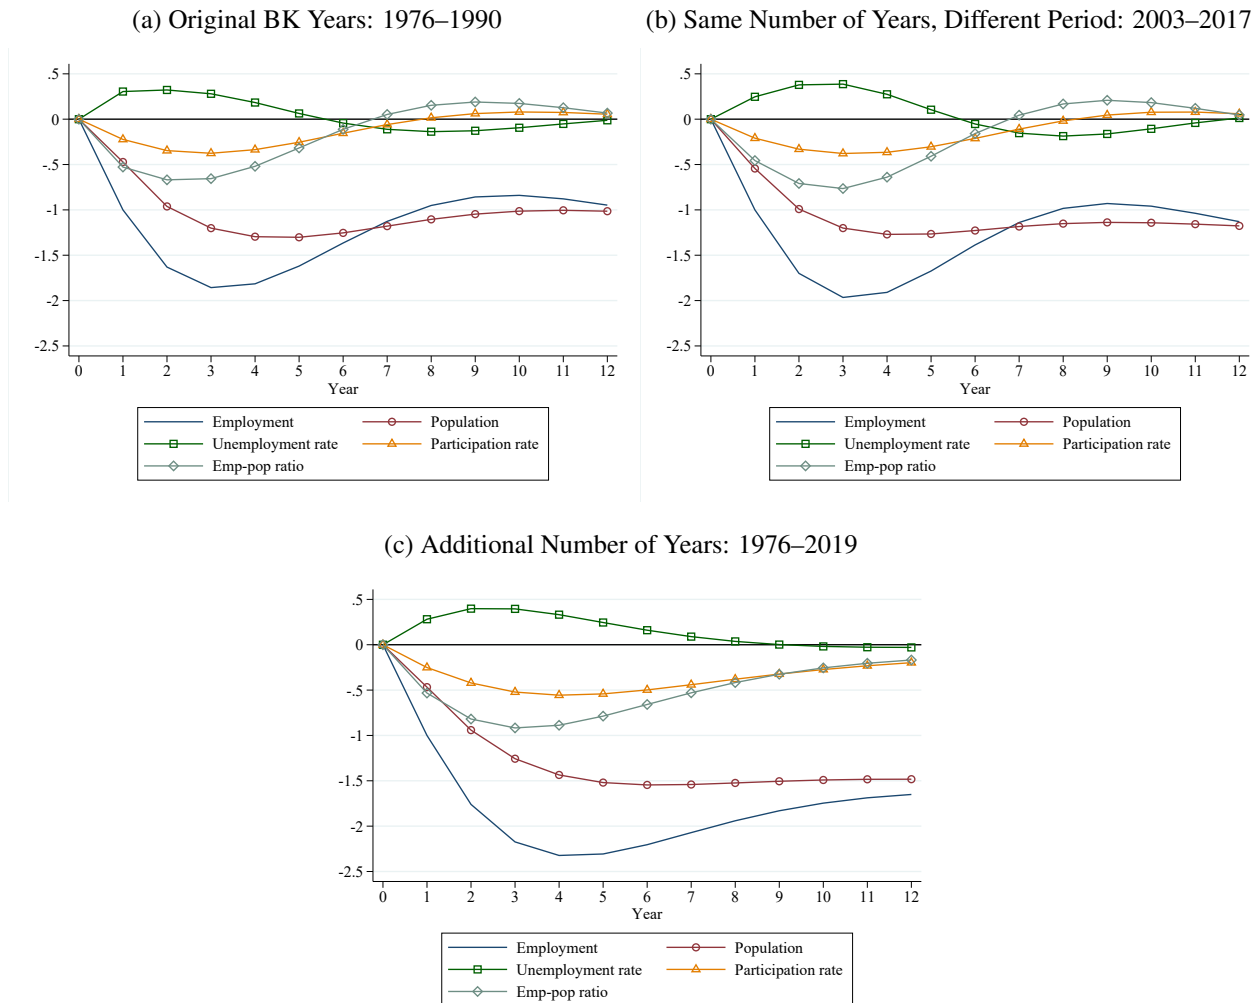 (a) Original BK Years: 1976–1990
.5
0
-.5
-1
-1.5
-2
-2.5
0 1 2 3 4 5 6 7 8 9 10 11 12
Year
Employment Population
Unemployment rate Participation rate
Emp-pop ratio
(b) Same Number of Years, Different Period: 2003–2017
.5
0
-.5
-1
-1.5
-2
-2.5
0 1 2 3 4 5 6 7 8 9 10 11 12
Year
Employment Population
Unemployment rate Participation rate
Emp-pop ratio
(c) Additional Number of Years: 1976–2019
.5
0
-.5
-1
-1.5
-2
-2.5
0 1 2 3 4 5 6 7 8 9 10 11 12
Year
Employment Population
Unemployment rate Participation rate
Emp-pop ratio